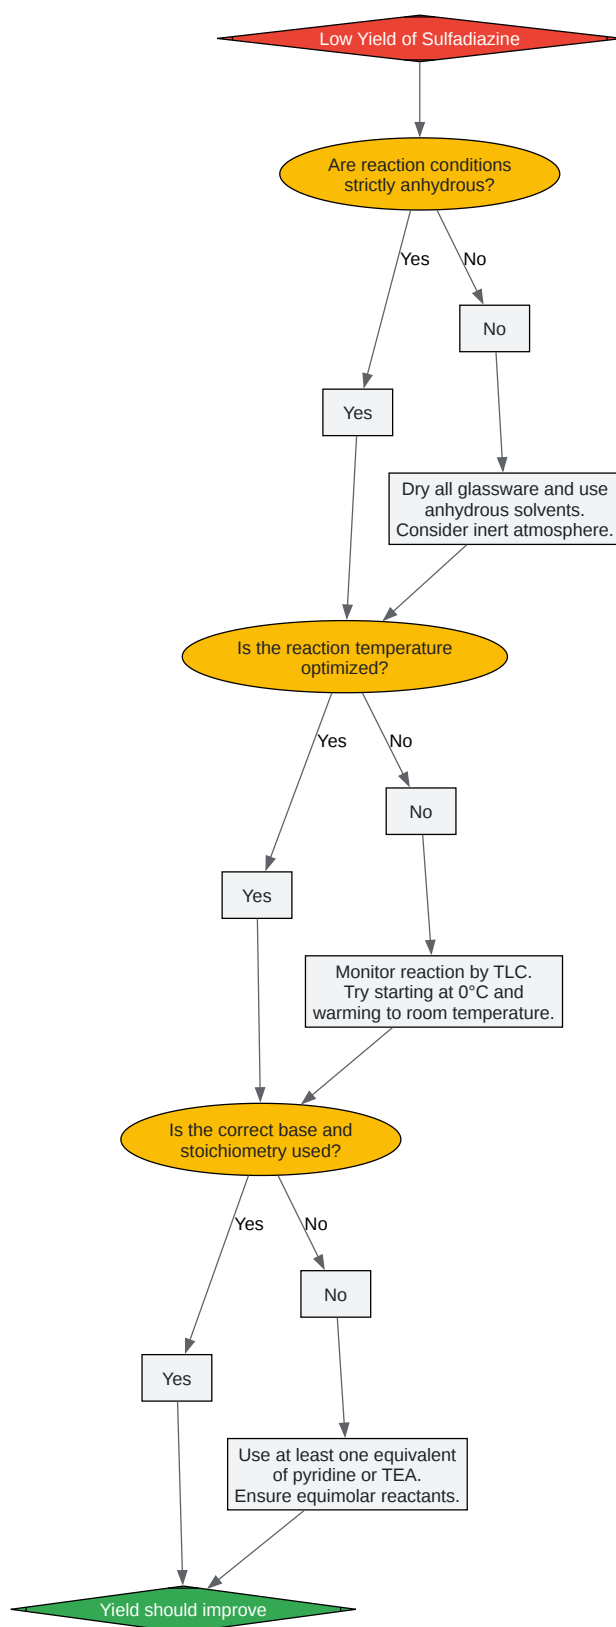 Low Yield of Sulfadiazine
Are reaction conditions
strictly anhydrous?
Yes
No
No
Yes
Dry all glassware and use
anhydrous solvents.
Consider inert atmosphere.
Is the reaction temperature
optimized?
Yes
No
No
Yes
Monitor reaction by TLC.
Try starting at 0°C and
warming to room temperature.
Is the correct base and
stoichiometry used?
Yes
No
No
Yes
Use at least one equivalent
of pyridine or TEA.
Ensure equimolar reactants.
Yield should improve